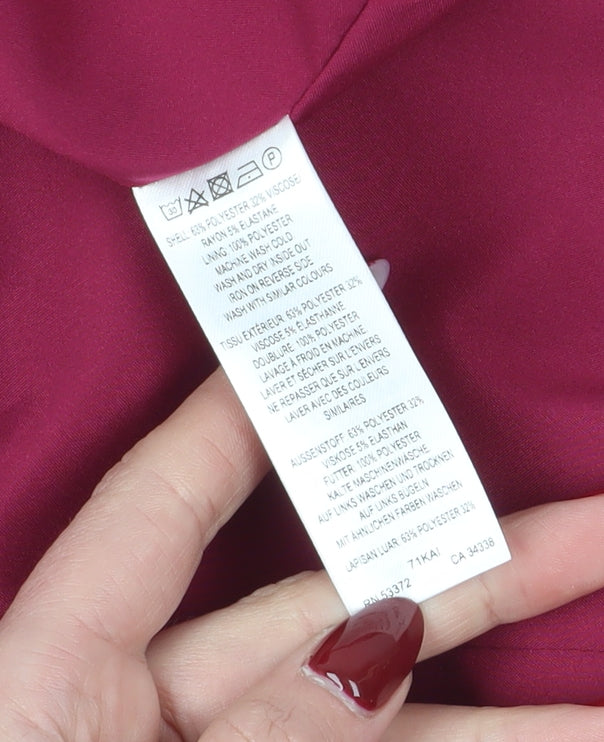 30
P
SHELL: 63% POLYESTER 32% VISCOSE/
RAYON 5% ELASTANE
LINING: 100% POLYESTER
MACHINE WASH COLD
WASH AND DRY INSIDE OUT
IRON ON REVERSE SIDE
WASH WITH SIMILAR COLOURS
TISSU EXTÉRIEUR: 63% POLYESTER 32%
VISCOSE 5% ÉLASTHANNE
DOUBLURE: 100% POLYESTER
LAVAGE À FROID EN MACHINE
LAVER ET SÉCHER SUR L'ENVERS
NE REPASSER QUE SUR L'ENVERS
LAVER AVEC DES COULEURS
SIMILAIRES
AUSSENSTOFF: 63% POLYESTER 32%
VISKOSE 5% ELASTHAN
FUTTER: 100% POLYESTER
KALTE MASCHINENWÄSCHE
AUF LINKS WASCHEN UND TROCKNEN
AUF LINKS BÜGELN
MIT ÄHNLICHEN FARBEN WASCHEN
LAPISAN LUAR: 63% POLYESTER 32%
RN 53372 71KAI CA 34338